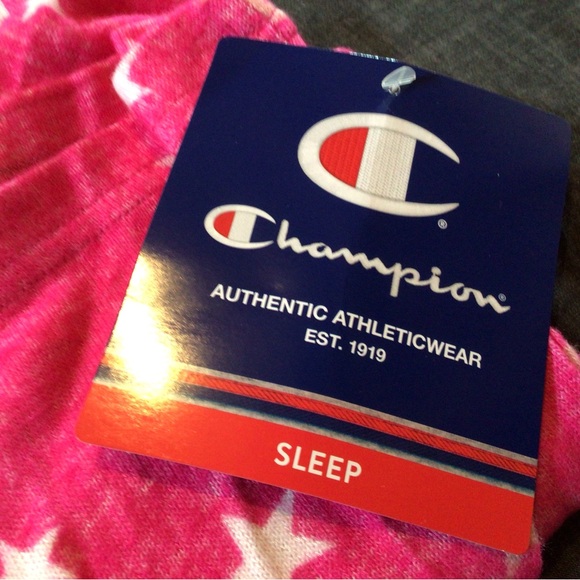 C®
Champion®
AUTHENTIC ATHLETICWEAR
EST. 1919
SLEEP